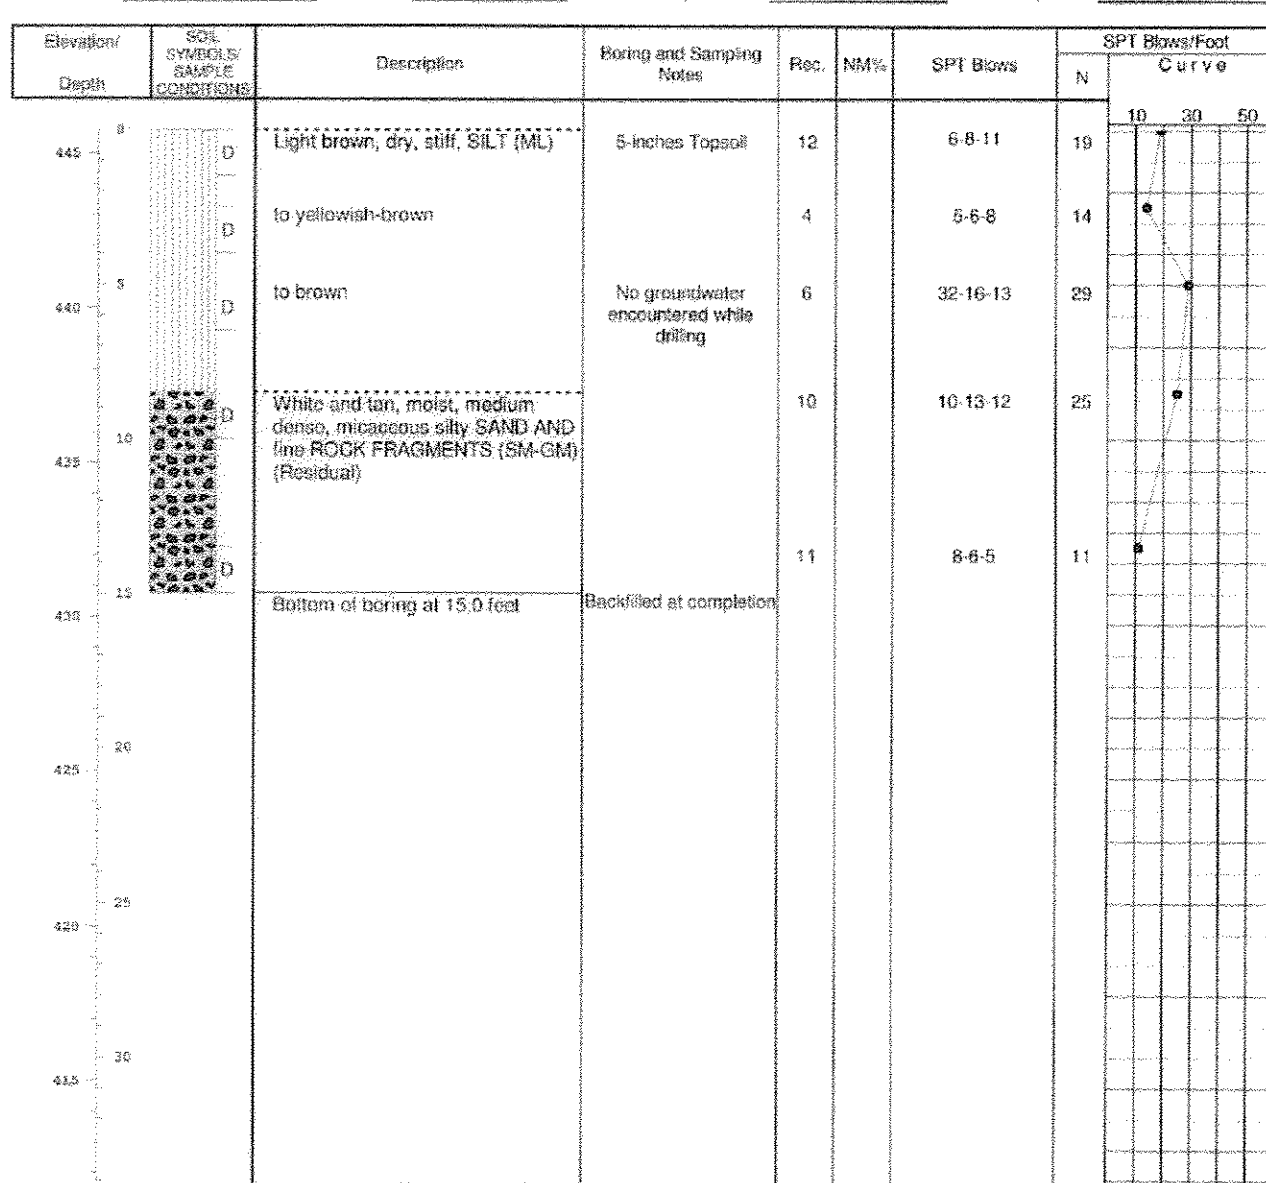 Elevation/
Depth
SOIL
SYMBOLS/
SAMPLE
CONDITIONS
Description
Boring and Sampling
Notes
Rec.
NM%
SPT Blows
SPT Blows/Foot
N
Curve
10 30 50
0
445
D
Light brown, dry, stiff, SILT (ML)
5-inches Topsoil
12
6-8-11
19
D
to yellowish-brown
4
6-8
14
5
440
D
to brown
No groundwater
encountered while
drilling
6
32-16-13
29
D
White and tan, moist, medium
dense, micaceous silty SAND AND
fine ROCK FRAGMENTS (SM-GM)
(Residual)
10
10-13-12
25
10
435
D
11
8-6-5
11
15
430
Bottom of boring at 15.0 feet
Backfilled at completion
20
425
25
420
30
415